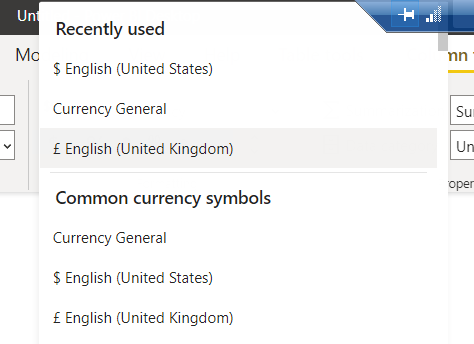 Unt
Recently used
Mo
mn
$ English (United States)
Currency General
Su
£ English (United Kingdom)
Un
oper
Common currency symbols
Currency General
$ English (United States)
£ English (United Kingdom)